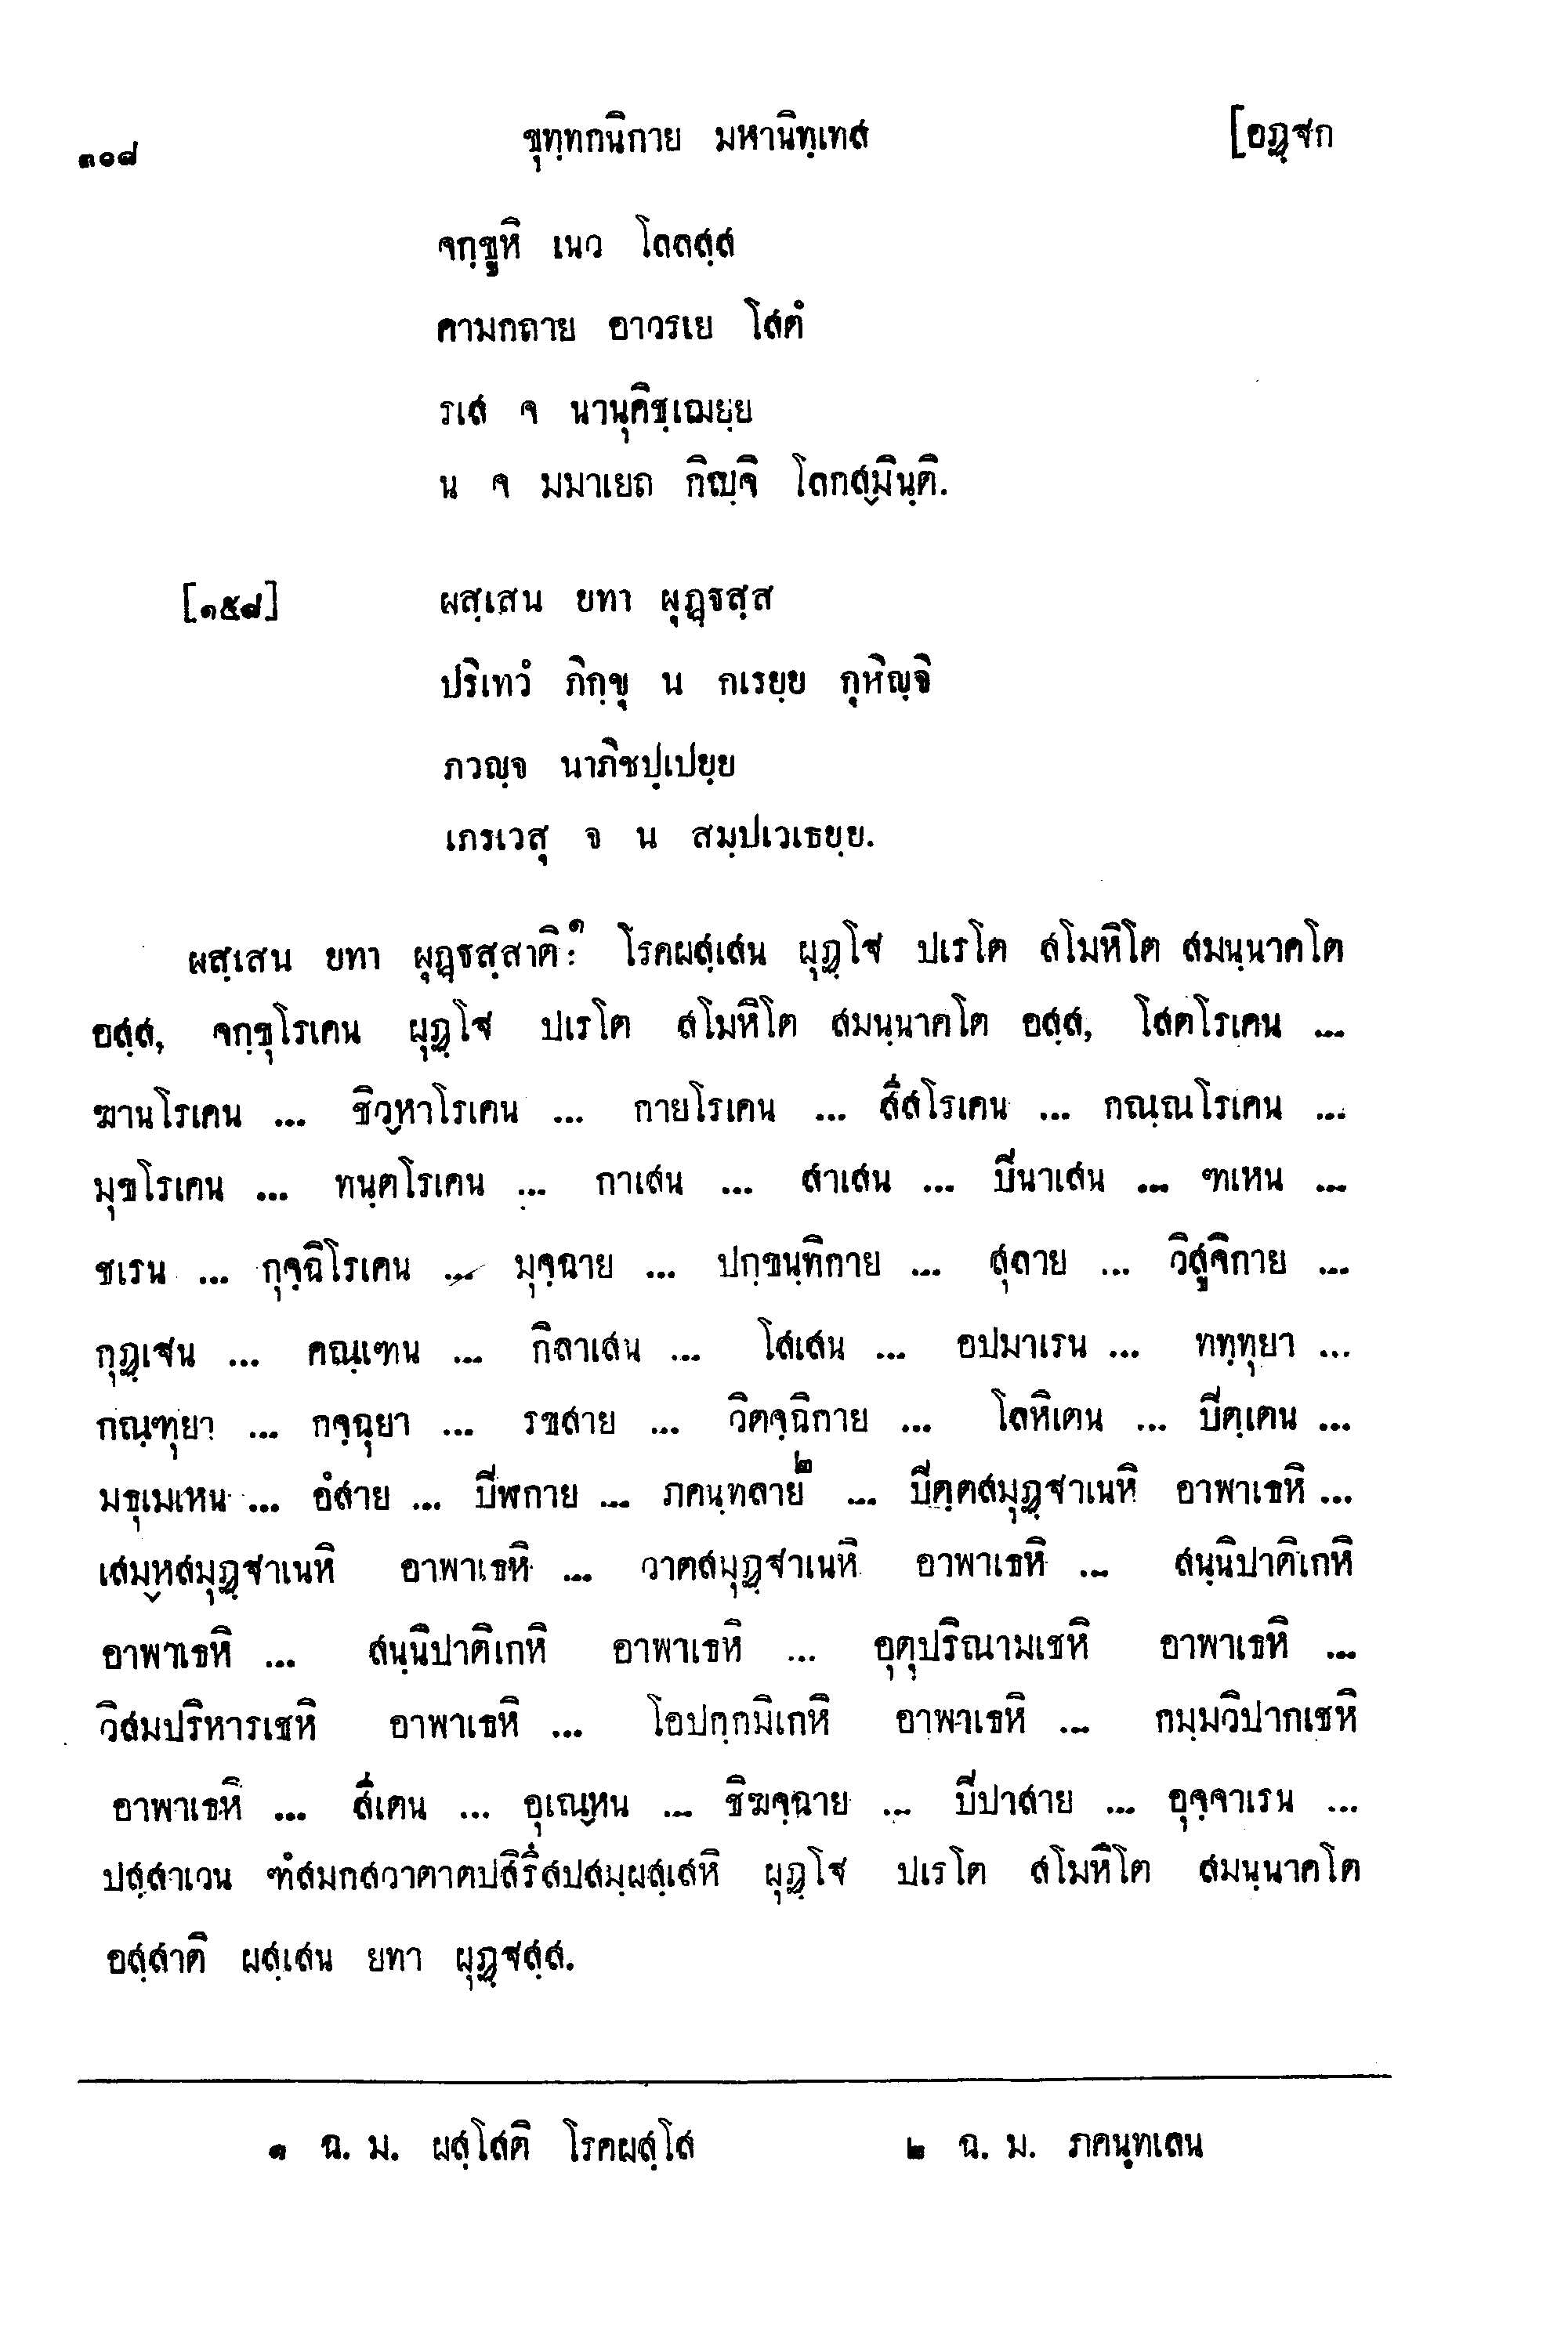 ๓๐๘ ขุทฺทกนิกาย มหานิทฺเทส [อฏฺฐก
จกฺขูหิ เนว โลลสฺส
คามกถาย อาวรเย โสตํ
รเส จ นานุคิชฺเฌยฺย
น จ มมาเยถ กิญฺจิ โลกสฺมินฺติ.
[๑๕๘] ผสฺเสน ยทา ผุฏฺฐสฺส
ปริเทวํ ภิกฺขุ น กเรยฺย กุหิญฺจิ
ภวญฺจ นาภิชปฺเปยฺย
เภรเวสุ จ น สมฺปเวเธยฺย.
ผสฺเสน ยทา ผุฏฺฐสฺสาติ:๑ โรคผสฺเสน ผุฏฺโฐ ปเรโต สโมหิโต สมนฺนาคโต
อสฺส, จกฺขุโรเคน ผุฏฺโฐ ปเรโต สโมหิโต สมนฺนาคโต อสฺส, โสตโรเคน ...
ฆานโรเคน ... ชิวฺหาโรเคน ... กายโรเคน ... สีสโรเคน ... กณฺณโรเคน ...
มุขโรเคน ... ทนฺตโรเคน ... กาเสน ... สาเสน ... ปินาเสน ... ฑเหน ...
ชเรน ... กุจฺฉิโรเคน ... มุจฺฉาย ... ปกฺขนฺทิกาย ... สุลาย ... วิสูจิกาย ...
กุฏฺเฐน ... คณฺเฑน ... กิลาเสน ... โสเสน ... อปมาเรน ... ททฺทุยา ...
กณฺฑุยา ... กจฺฉุยา ... รขสาย ... วิตจฺฉิกาย ... โลหิเตน ... ปิตฺเตน ...
มธุเมเหน ... อํสาย ... ปิฬกาย ... ภคนฺทลาย๒ ... ปิตฺตสมุฏฺฐาเนหิ อาพาเธหิ ...
เสมฺหสมุฏฺฐาเนหิ อาพาเธหิ ... วาตสมุฏฺฐาเนหิ อาพาเธหิ ... สนฺนิปาติเกหิ
อาพาเธหิ ... สนฺนิปาติเกหิ อาพาเธหิ ... อุตุปริณามเชหิ อาพาเธหิ ...
วิสมปริหารเชหิ อาพาเธหิ ... โอปกฺกมิเกหิ อาพาเธหิ ... กมฺมวิปากเชหิ
อาพาเธหิ ... สีเตน ... อุเณฺหน ... ชิฆจฺฉาย ... ปิปาสาย ... อุจฺจาเรน ...
ปสฺสาเวน ฑํสมกสวาตาตปสิรึสปสมฺผสฺเสหิ ผุฏฺโฐ ปเรโต สโมหิโต สมนฺนาคโต
อสฺสาติ ผสฺเสน ยทา ผุฏฺฐสฺส.
๑ ฉ. ม. ผสฺโสติ โรคผสฺโส ๒ ฉ. ม. ภคนฺทเลน